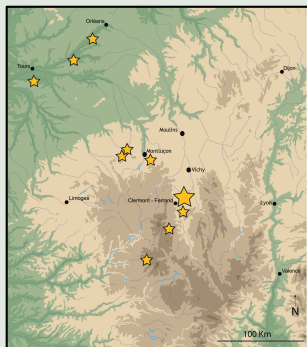 Orléans
Tours
Dijon
Moulins
Montluçon
Vichy
Limoges
Clermont - Ferrand
Lyon
Valence
N
100 Km